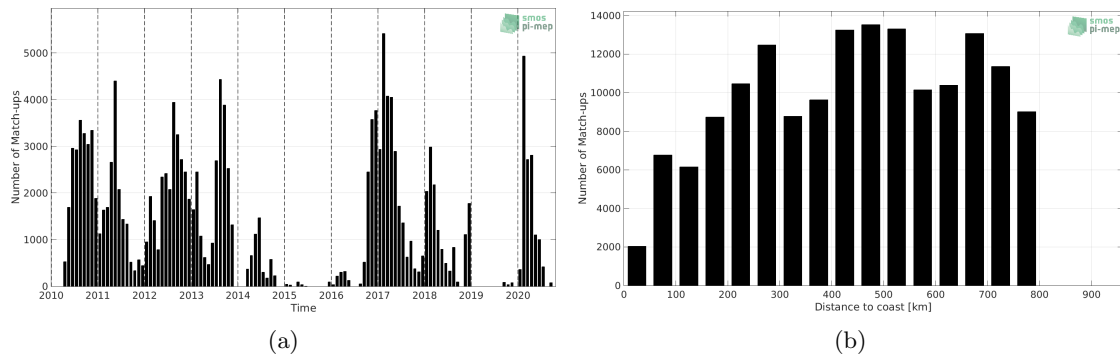 smos
pi-mep
Number of Match-ups
5000
4000
3000
2000
1000
0
2010 2011 2012 2013 2014 2015 2016 2017 2018 2019 2020
Time
(a)
smos
pi-mep
Number of Match-ups
14000
12000
10000
8000
6000
4000
2000
0
0 100 200 300 400 500 600 700 800 900
Distance to coast [km]
(b)